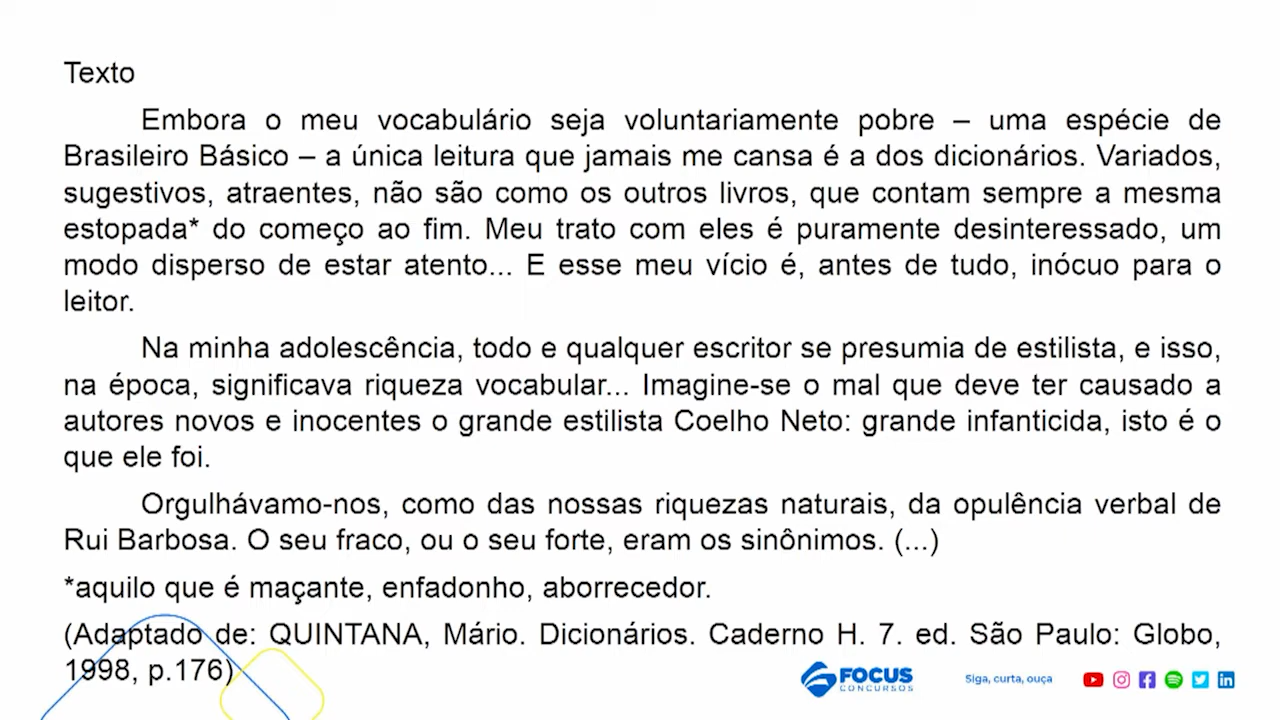 Texto
Embora o meu vocabulário seja voluntariamente pobre – uma espécie de
Brasileiro Básico – a única leitura que jamais me cansa é a dos dicionários. Variados,
sugestivos, atraentes, não são como os outros livros, que contam sempre a mesma
estopada* do começo ao fim. Meu trato com eles é puramente desinteressado, um
modo disperso de estar atento... E esse meu vício é, antes de tudo, inócuo para o
leitor.
Na minha adolescência, todo e qualquer escritor se presumia de estilista, e isso,
na época, significava riqueza vocabular... Imagine-se o mal que deve ter causado a
autores novos e inocentes o grande estilista Coelho Neto: grande infanticida, isto é o
que ele foi.
Orgulhávamo-nos, como das nossas riquezas naturais, da opulência verbal de
Rui Barbosa. O seu fraco, ou o seu forte, eram os sinônimos. (...)
*aquilo que é maçante, enfadonho, aborrecedor.
(Adaptado de: QUINTANA, Mário. Dicionários. Caderno H. 7. ed. São Paulo: Globo,
1998, p.176)
FOCUS
CONCURSOS
Siga, curta, ouça